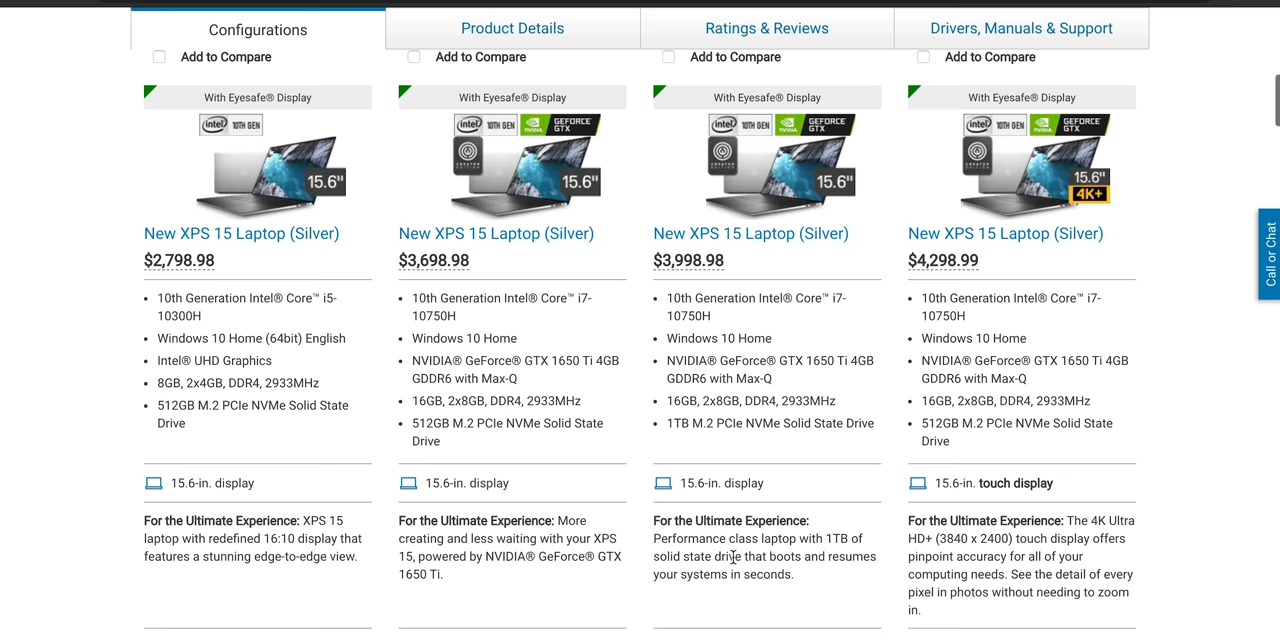 Configurations
Product Details
Ratings & Reviews
Drivers, Manuals & Support
Add to Compare
Add to Compare
Add to Compare
Add to Compare
With Eyesafe® Display
intel 10TH GEN
15.6"
New XPS 15 Laptop (Silver)
$2,798.98
• 10th Generation Intel® Core™ i5-
10300H
• Windows 10 Home (64bit) English
• Intel® UHD Graphics
• 8GB, 2x4GB, DDR4, 2933MHz
• 512GB M.2 PCIe NVMe Solid State
Drive
15.6-in. display
For the Ultimate Experience: XPS 15
laptop with redefined 16:10 display that
features a stunning edge-to-edge view.
With Eyesafe® Display
intel 10TH GEN NVIDIA GEFORCE GTX
15.6"
New XPS 15 Laptop (Silver)
$3,698.98
• 10th Generation Intel® Core™ i7-
10750H
• Windows 10 Home
• NVIDIA® GeForce® GTX 1650 Ti 4GB
GDDR6 with Max-Q
• 16GB, 2x8GB, DDR4, 2933MHz
• 512GB M.2 PCIe NVMe Solid State
Drive
15.6-in. display
For the Ultimate Experience: More
creating and less waiting with your XPS
15, powered by NVIDIA® GeForce® GTX
1650 Ti.
With Eyesafe® Display
intel 10TH GEN NVIDIA GEFORCE GTX
15.6"
New XPS 15 Laptop (Silver)
$3,998.98
• 10th Generation Intel® Core™ i7-
10750H
• Windows 10 Home
• NVIDIA® GeForce® GTX 1650 Ti 4GB
GDDR6 with Max-Q
• 16GB, 2x8GB, DDR4, 2933MHz
• 1TB M.2 PCIe NVMe Solid State Drive
15.6-in. display
For the Ultimate Experience:
Performance class laptop with 1TB of
solid state drive that boots and resumes
your systems in seconds.
With Eyesafe® Display
intel 10TH GEN NVIDIA GEFORCE GTX
15.6"
4K+
New XPS 15 Laptop (Silver)
$4,298.99
• 10th Generation Intel® Core™ i7-
10750H
• Windows 10 Home
• NVIDIA® GeForce® GTX 1650 Ti 4GB
GDDR6 with Max-Q
• 16GB, 2x8GB, DDR4, 2933MHz
• 512GB M.2 PCIe NVMe Solid State
Drive
15.6-in. touch display
For the Ultimate Experience: The 4K Ultra
HD+ (3840 x 2400) touch display offers
pinpoint accuracy for all of your
computing needs. See the detail of every
pixel in photos without needing to zoom
in.
Call or Chat